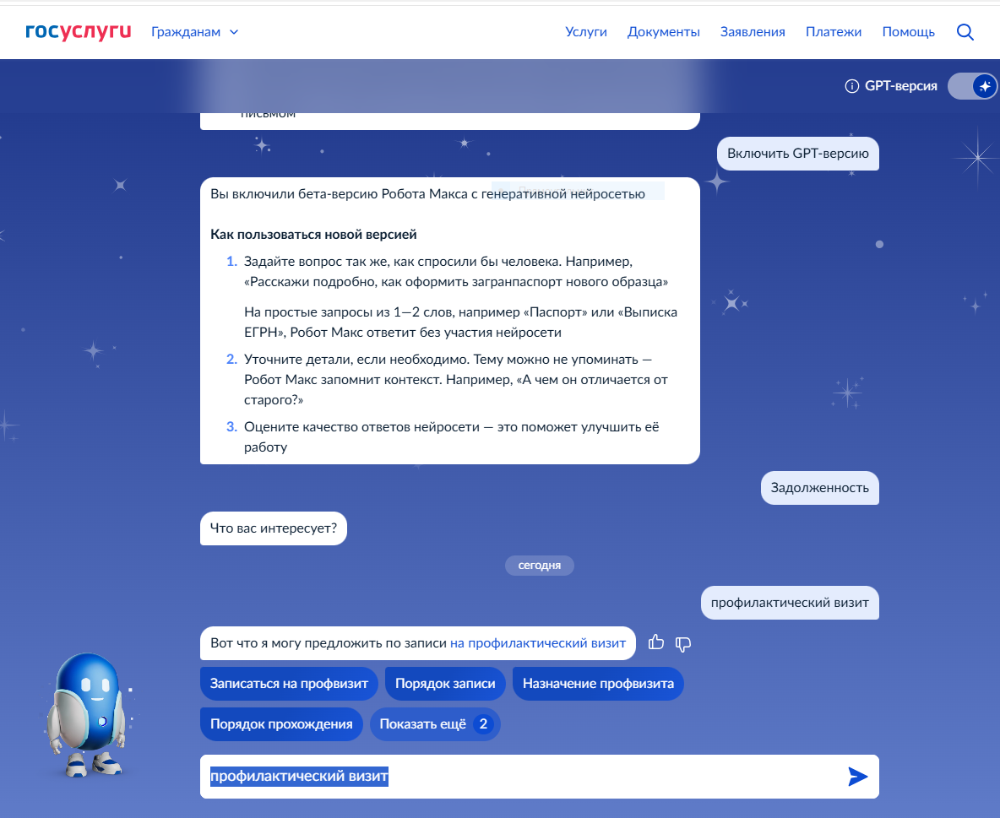 госуслуги Гражданам Услуги Документы Заявления Платежи Помощь
GPT-версия
письмом
Включить GPT-версию
Вы включили бета-версию Робота Макса с генеративной нейросетью
Как пользоваться новой версией
1. Задайте вопрос так же, как спросили бы человека. Например,
«Расскажи подробно, как оформить загранпаспорт нового образца»
На простые запросы из 1—2 слов, например «Паспорт» или «Выписка
ЕГРН», Робот Макс ответит без участия нейросети
2. Уточните детали, если необходимо. Тему можно не упоминать —
Робот Макс запомнит контекст. Например, «А чем он отличается от
старого?»
3. Оцените качество ответов нейросети — это поможет улучшить её
работу
Задолженность
Что вас интересует?
сегодня
профилактический визит
Вот что я могу предложить по записи на профилактический визит
Записаться на профвизит Порядок записи Назначение профвизита
Порядок прохождения Показать ещё 2
профилактический визит